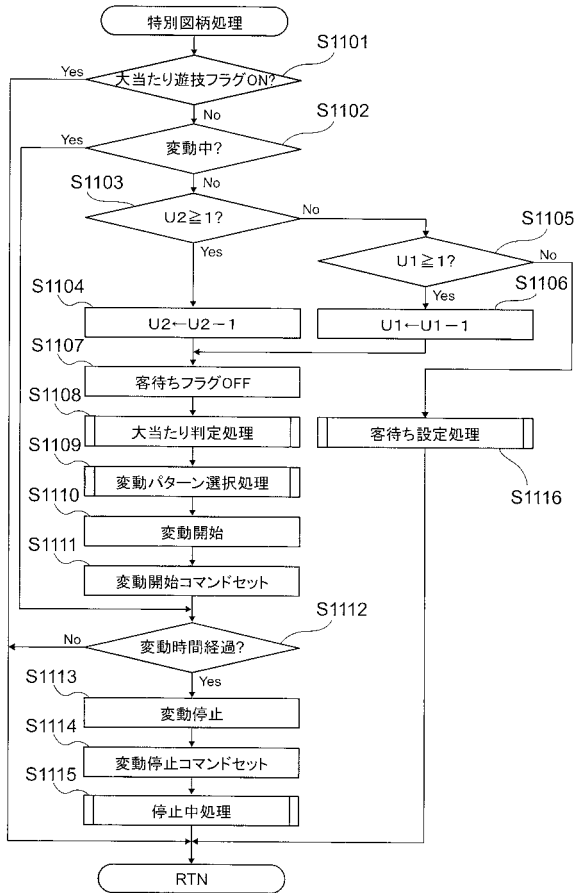 特別図柄処理
S1101
Yes
大当たり遊技フラグON?
No
S1102
Yes
変動中?
S1103
No
U2≧1?
No
S1105
Yes
U1≧1?
No
S1104
Yes
S1106
U2←U2-1
U1←U1-1
S1107
客待ちフラグOFF
S1108
大当たり判定処理
客待ち設定処理
S1109
変動パターン選択処理
S1116
S1110
変動開始
S1111
変動開始コマンドセット
S1112
No
変動時間経過?
Yes
S1113
変動停止
S1114
変動停止コマンドセット
S1115
停止中処理
RTN